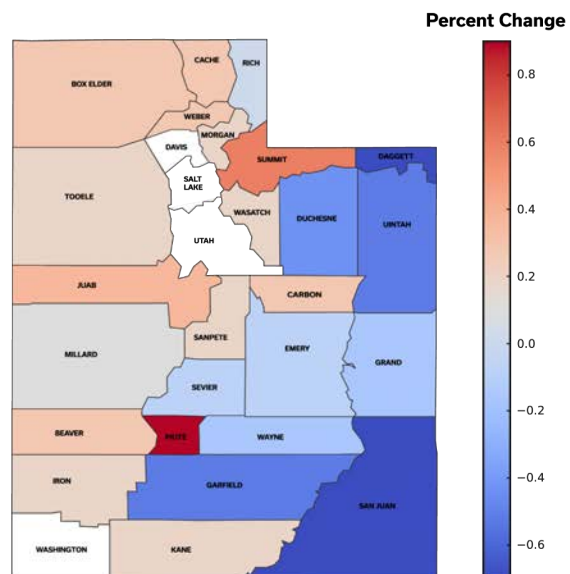 Percent Change
CACHE
RICH
BOX ELDER
0.8
WEBER
MORGAN
DAVIS
SUMMIT
DAGGETT
0.6
SALT
LAKE
TOOELE
WASATCH
DUCHESNE
UINTAH
0.4
UTAH
0.2
JUAB
CARBON
SANPETE
EMERY
0.0
MILLARD
GRAND
SEVIER
−0.2
BEAVER
PIUTE
WAYNE
−0.4
IRON
GARFIELD
SAN JUAN
WASHINGTON
KANE
−0.6